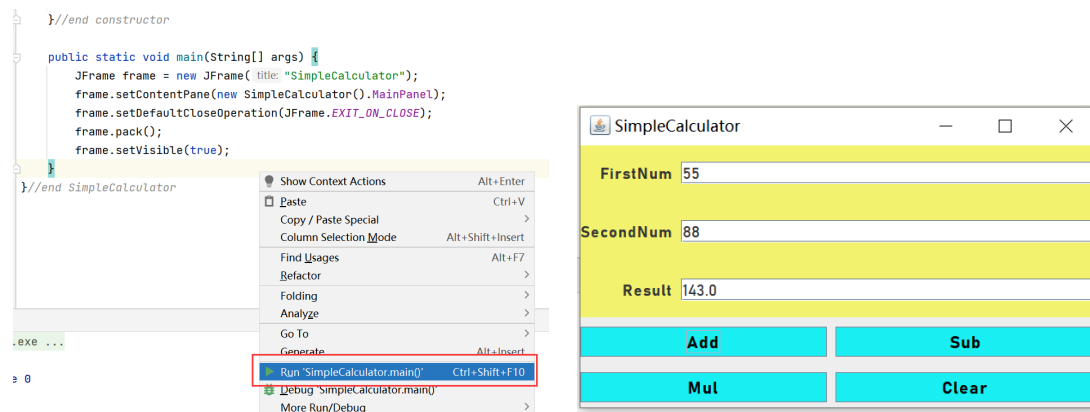 }//end constructor
public static void main(String[] args) {
JFrame frame = new JFrame( title: "SimpleCalculator");
frame.setContentPane(new SimpleCalculator().MainPanel);
frame.setDefaultCloseOperation(JFrame.EXIT_ON_CLOSE);
frame.pack();
frame.setVisible(true);
}
}//end SimpleCalculator
Show Context Actions Alt+Enter
Paste Ctrl+V
Copy / Paste Special
Column Selection Mode Alt+Shift+Insert
Find Usages Alt+F7
Refactor
Folding
Analyze
Go To
Generate... Alt+Insert
Run 'SimpleCalculator.main()' Ctrl+Shift+F10
Debug 'SimpleCalculator.main()'
More Run/Debug
.exe ...
e 0
SimpleCalculator
FirstNum 55
SecondNum 88
Result 143.0
Add Sub
Mul Clear